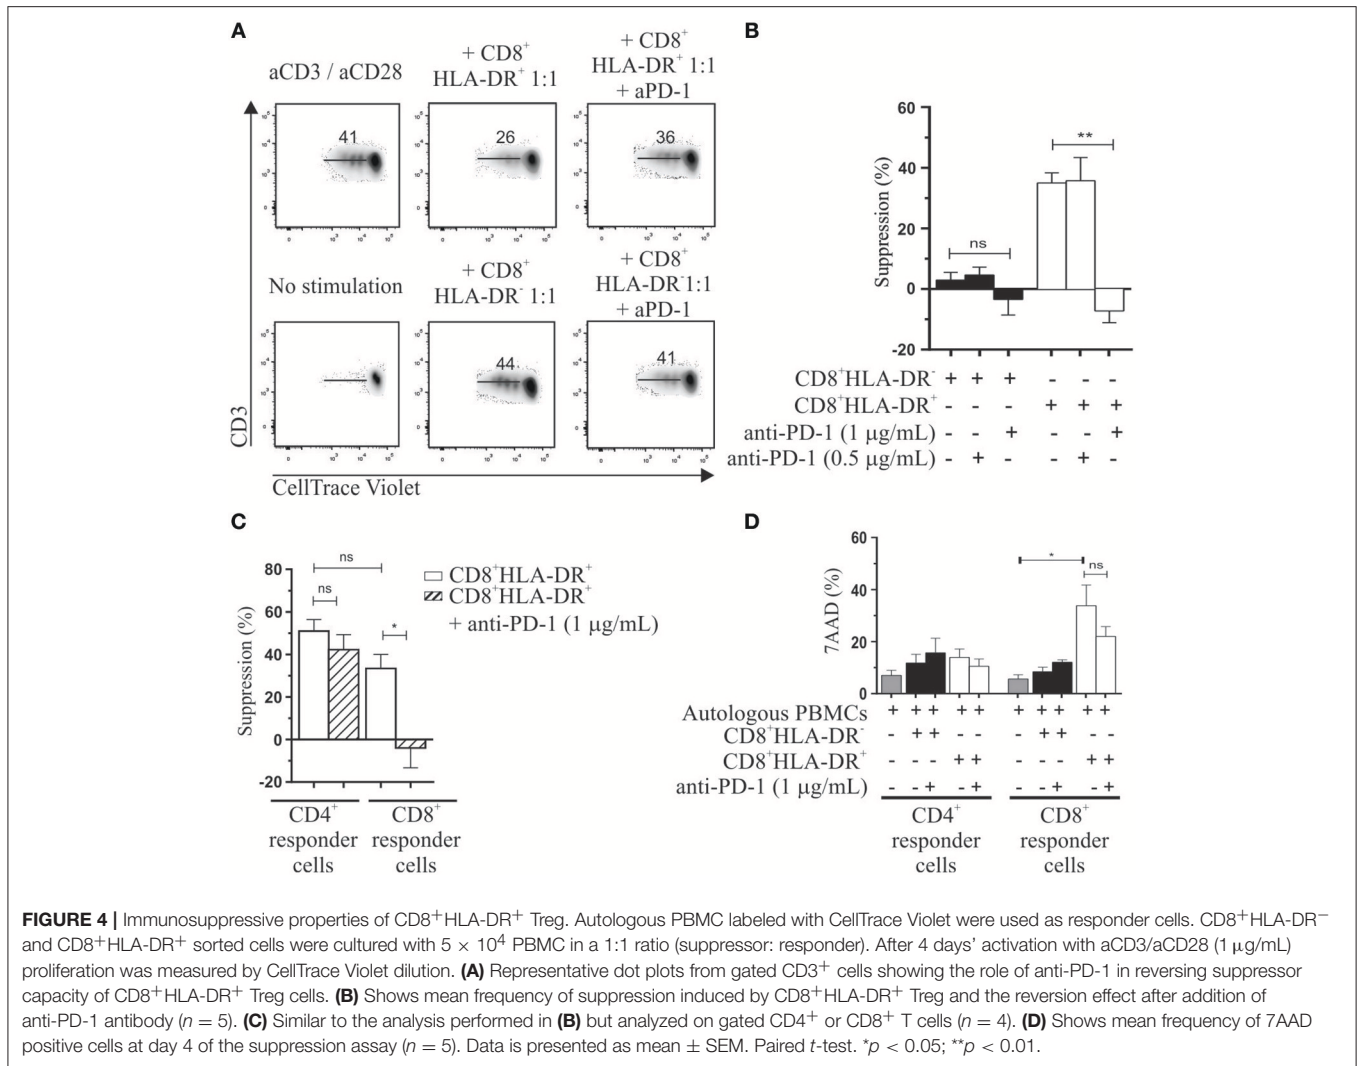 A
aCD3 / aCD28
+ CD8⁺
HLA-DR⁺ 1:1
+ CD8⁺
HLA-DR⁺ 1:1
+ aPD-1
41
26
36
No stimulation
+ CD8⁺
HLA-DR⁻ 1:1
+ CD8⁺
HLA-DR⁻1:1
+ aPD-1
44
41
CD3
CellTrace Violet
B
60
40
20
0
-20
Suppression (%)
ns
**
CD8⁺HLA-DR⁻ + + + - - -
CD8⁺HLA-DR⁺ - - - + + +
anti-PD-1 (1 µg/mL) - - + - - +
anti-PD-1 (0.5 µg/mL) - + - - + -
C
80
60
40
20
0
-20
Suppression (%)
ns
ns
*
CD8⁺HLA-DR⁺
CD8⁺HLA-DR⁺
+ anti-PD-1 (1 µg/mL)
CD4⁺
responder
cells
CD8⁺
responder
cells
D
60
40
20
0
7AAD (%)
*
ns
Autologous PBMCs + + + + + + + + + +
CD8⁺HLA-DR⁻ - + + - - - + + - -
CD8⁺HLA-DR⁺ - - - + + - - - + +
anti-PD-1 (1 µg/mL) - - + - + - - + - +
CD4⁺
responder
cells
CD8⁺
responder
cells
FIGURE 4 | Immunosuppressive properties of CD8⁺HLA-DR⁺ Treg. Autologous PBMC labeled with CellTrace Violet were used as responder cells. CD8⁺HLA-DR⁻
and CD8⁺HLA-DR⁺ sorted cells were cultured with 5 × 10⁴ PBMC in a 1:1 ratio (suppressor: responder). After 4 days' activation with aCD3/aCD28 (1 µg/mL)
proliferation was measured by CellTrace Violet dilution. (A) Representative dot plots from gated CD3⁺ cells showing the role of anti-PD-1 in reversing suppressor
capacity of CD8⁺HLA-DR⁺ Treg cells. (B) Shows mean frequency of suppression induced by CD8⁺HLA-DR⁺ Treg and the reversion effect after addition of
anti-PD-1 antibody (n = 5). (C) Similar to the analysis performed in (B) but analyzed on gated CD4⁺ or CD8⁺ T cells (n = 4). (D) Shows mean frequency of 7AAD
positive cells at day 4 of the suppression assay (n = 5). Data is presented as mean ± SEM. Paired t-test. *p < 0.05; **p < 0.01.